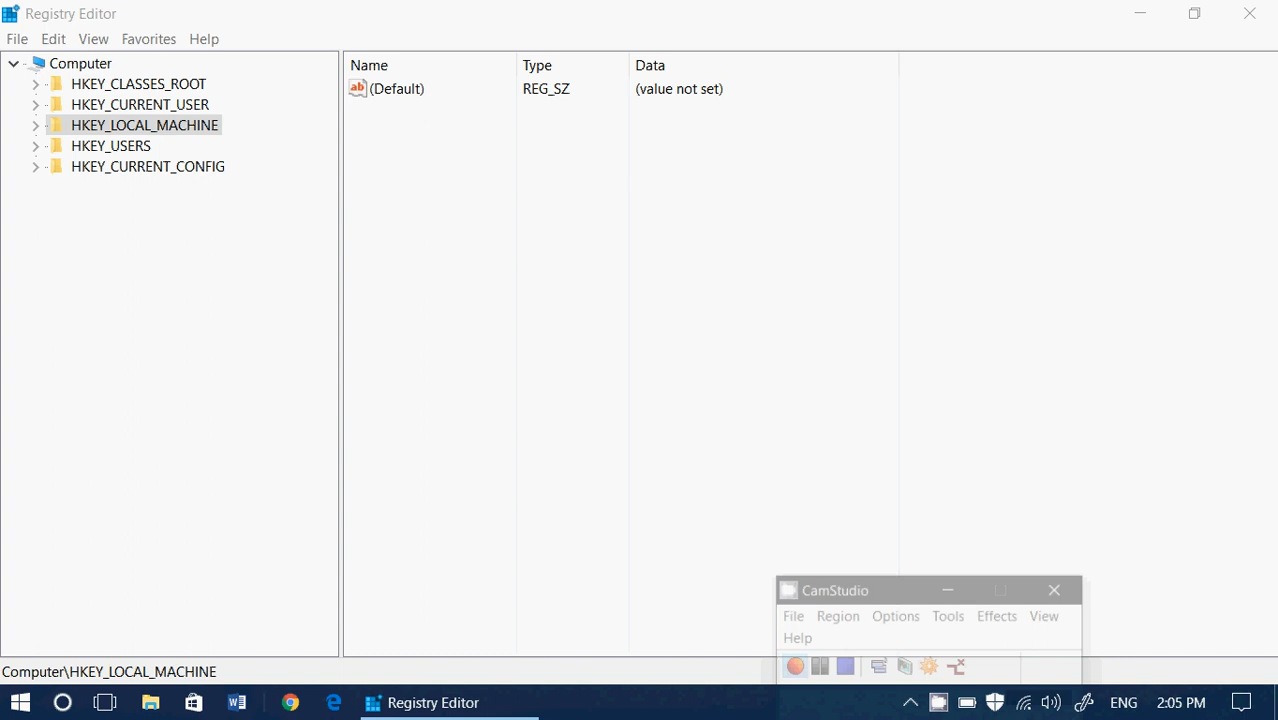 Registry Editor
File Edit View Favorites Help
Computer
HKEY_CLASSES_ROOT
HKEY_CURRENT_USER
HKEY_LOCAL_MACHINE
HKEY_USERS
HKEY_CURRENT_CONFIG
Name Type Data
ab (Default) REG_SZ (value not set)
CamStudio
File Region Options Tools Effects View
Help
Computer\HKEY_LOCAL_MACHINE
Registry Editor ENG 2:05 PM